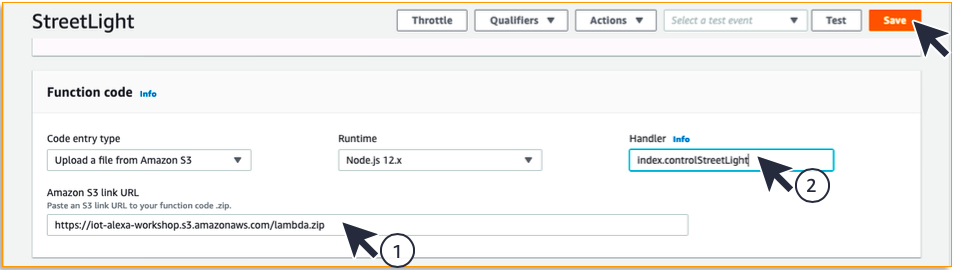 StreetLight
Throttle
Qualifiers
Actions
Select a test event
Test
Save
Function code Info
Code entry type
Runtime
Handler Info
Upload a file from Amazon S3
Node.js 12.x
index.controlStreetLight
2
Amazon S3 link URL
Paste an S3 link URL to your function code .zip.
https://iot-alexa-workshop.s3.amazonaws.com/lambda.zip
1